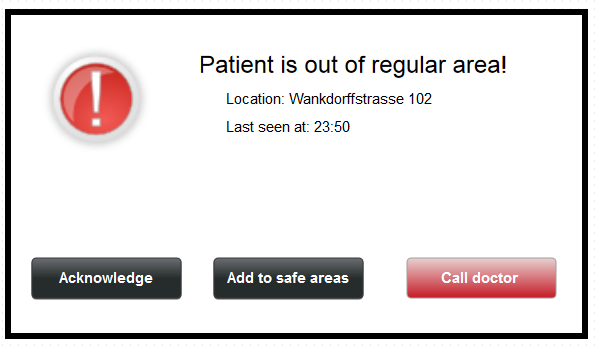 Patient is out of regular area!
Location: Wankdorffstrasse 102
Last seen at: 23:50
Acknowledge
Add to safe areas
Call doctor